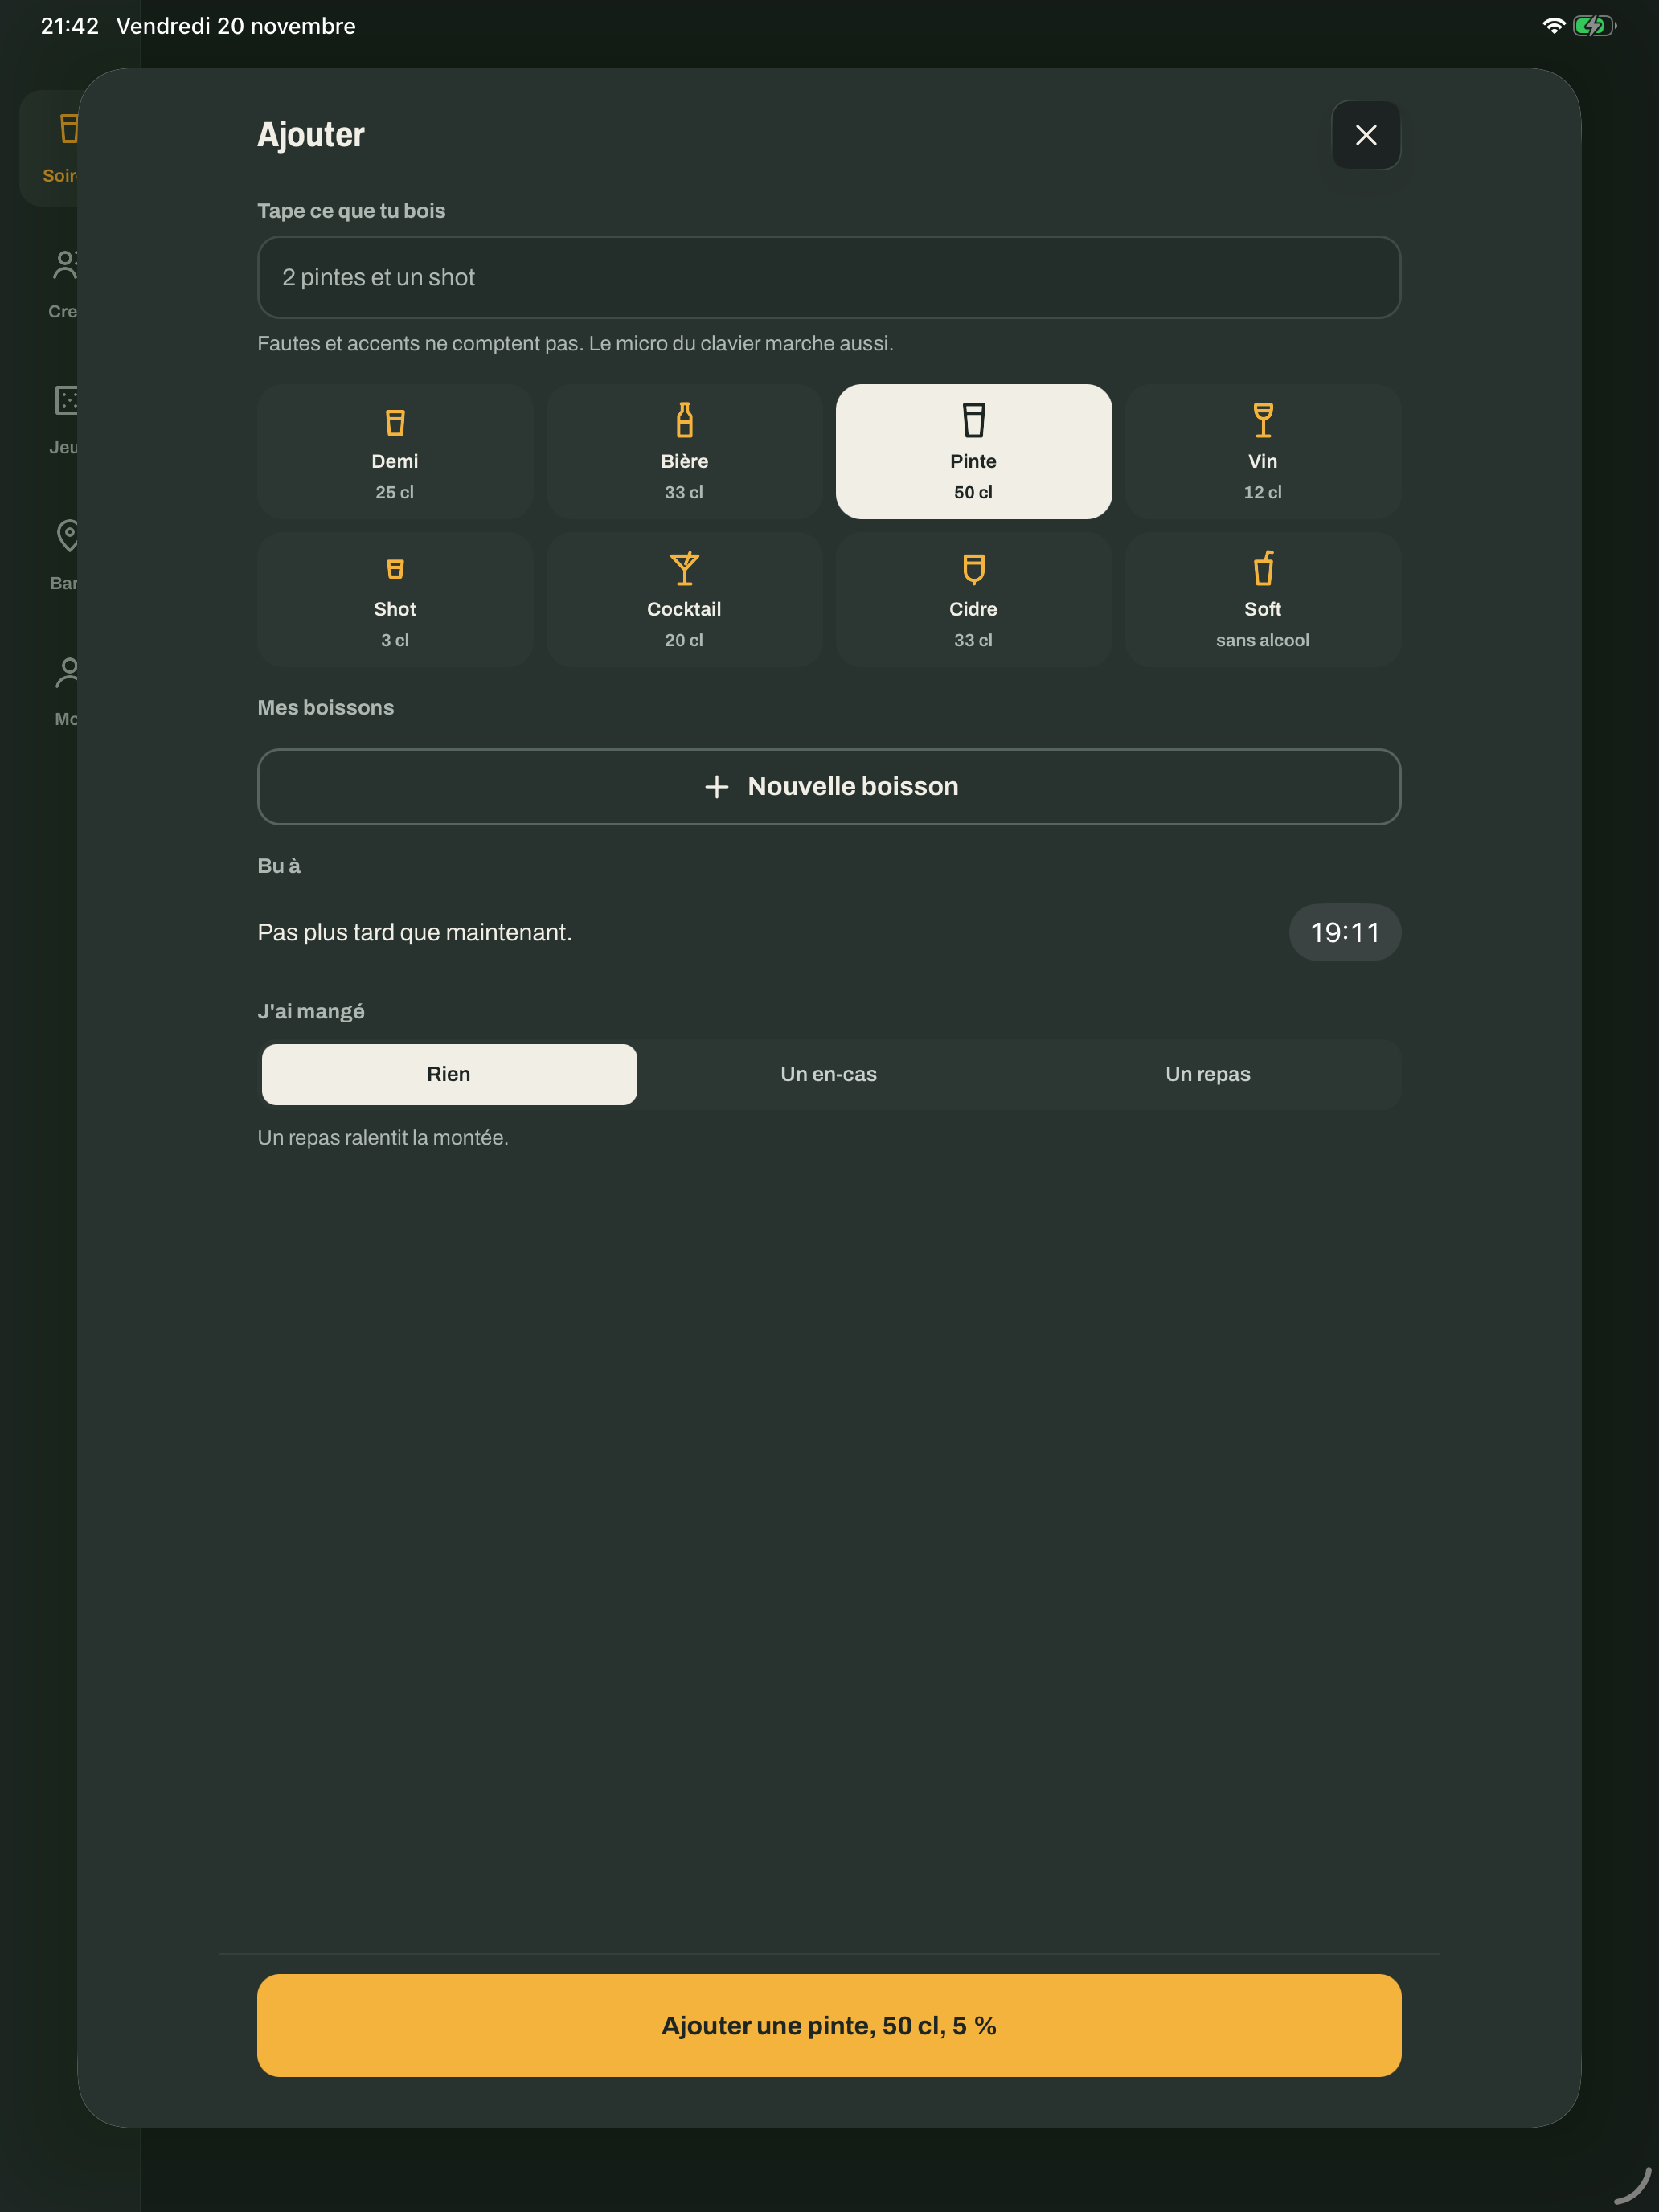 21:42 Vendredi 20 novembre
Ajouter
Tape ce que tu bois
2 pintes et un shot
Fautes et accents ne comptent pas. Le micro du clavier marche aussi.
Demi
25 cl
Bière
33 cl
Pinte
50 cl
Vin
12 cl
Shot
3 cl
Cocktail
20 cl
Cidre
33 cl
Soft
sans alcool
Mes boissons
Nouvelle boisson
Bu à
Pas plus tard que maintenant.
19:11
J'ai mangé
Rien
Un en-cas
Un repas
Un repas ralentit la montée.
Ajouter une pinte, 50 cl, 5 %